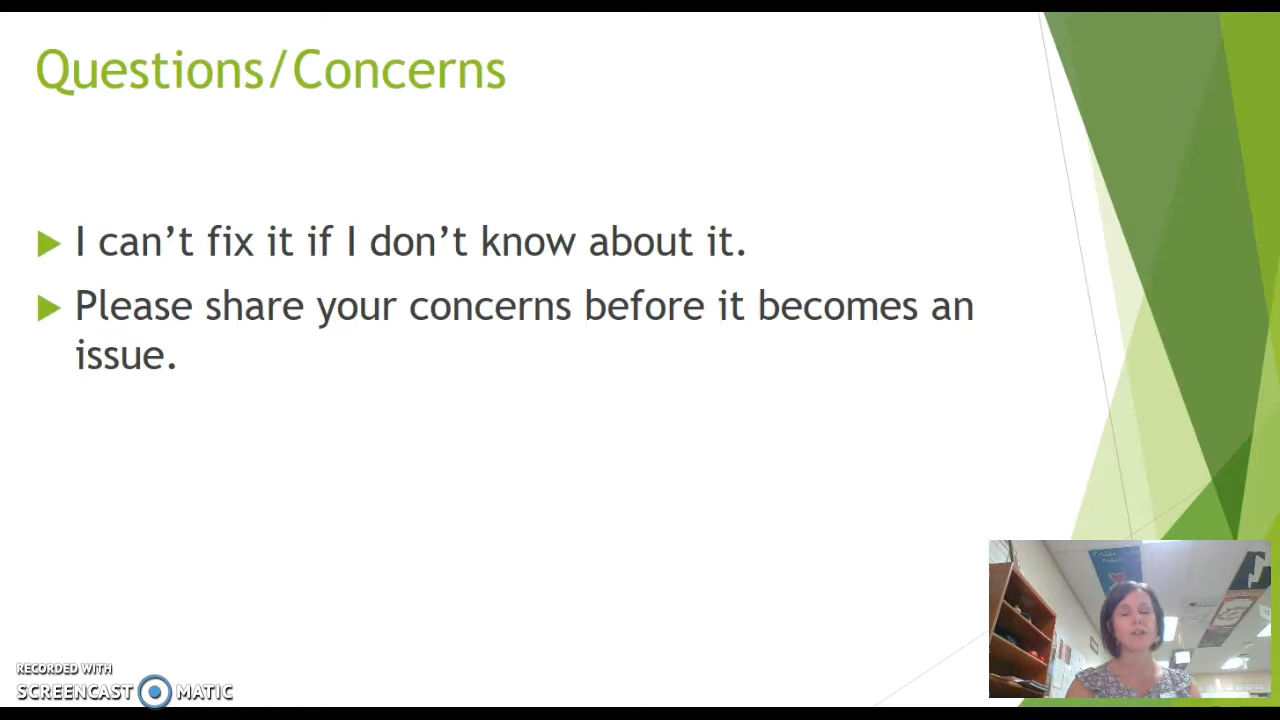 Questions/Concerns
I can’t fix it if I don’t know about it.
Please share your concerns before it becomes an
issue.
RECORDED WITH
SCREENCAST MATIC